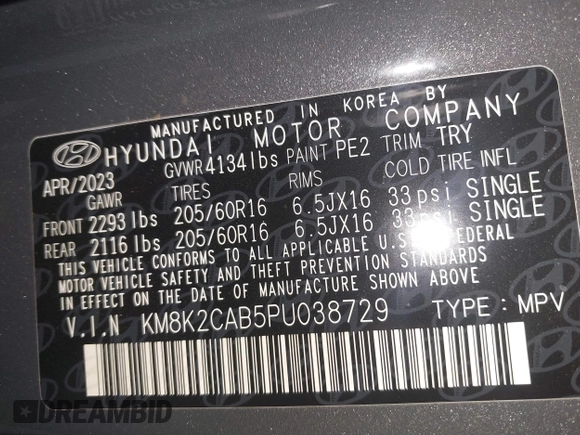 MANUFACTURED IN KOREA BY
HYUNDAI MOTOR COMPANY
APR/2023 GVWR 4134 lbs PAINT PE2 TRIM TRY
GAWR TIRES RIMS COLD TIRE INFL
FRONT 2293 lbs 205/60R16 6.5JX16 33 psi SINGLE
REAR 2116 lbs 205/60R16 6.5JX16 33 psi SINGLE
THIS VEHICLE CONFORMS TO ALL APPLICABLE U.S. FEDERAL
MOTOR VEHICLE SAFETY AND THEFT PREVENTION STANDARDS
IN EFFECT ON THE DATE OF MANUFACTURE SHOWN ABOVE.
V.I.N KM8K2CAB5PU038729 TYPE : MPV
DREAMBID